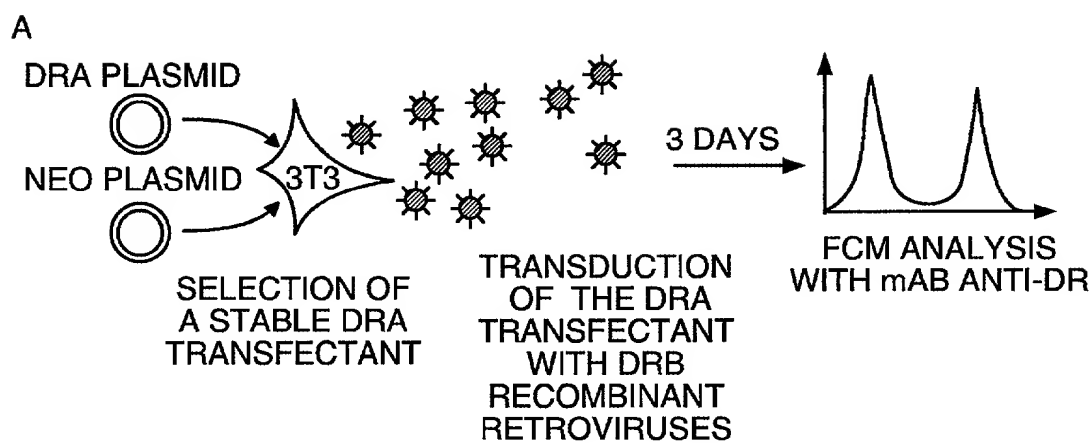 A
DRA PLASMID
NEO PLASMID
3T3
SELECTION OF
A STABLE DRA
TRANSFECTANT
TRANSDUCTION
OF THE DRA
TRANSFECTANT
WITH DRB
RECOMBINANT
RETROVIRUSES
3 DAYS
FCM ANALYSIS
WITH mAB ANTI-DR